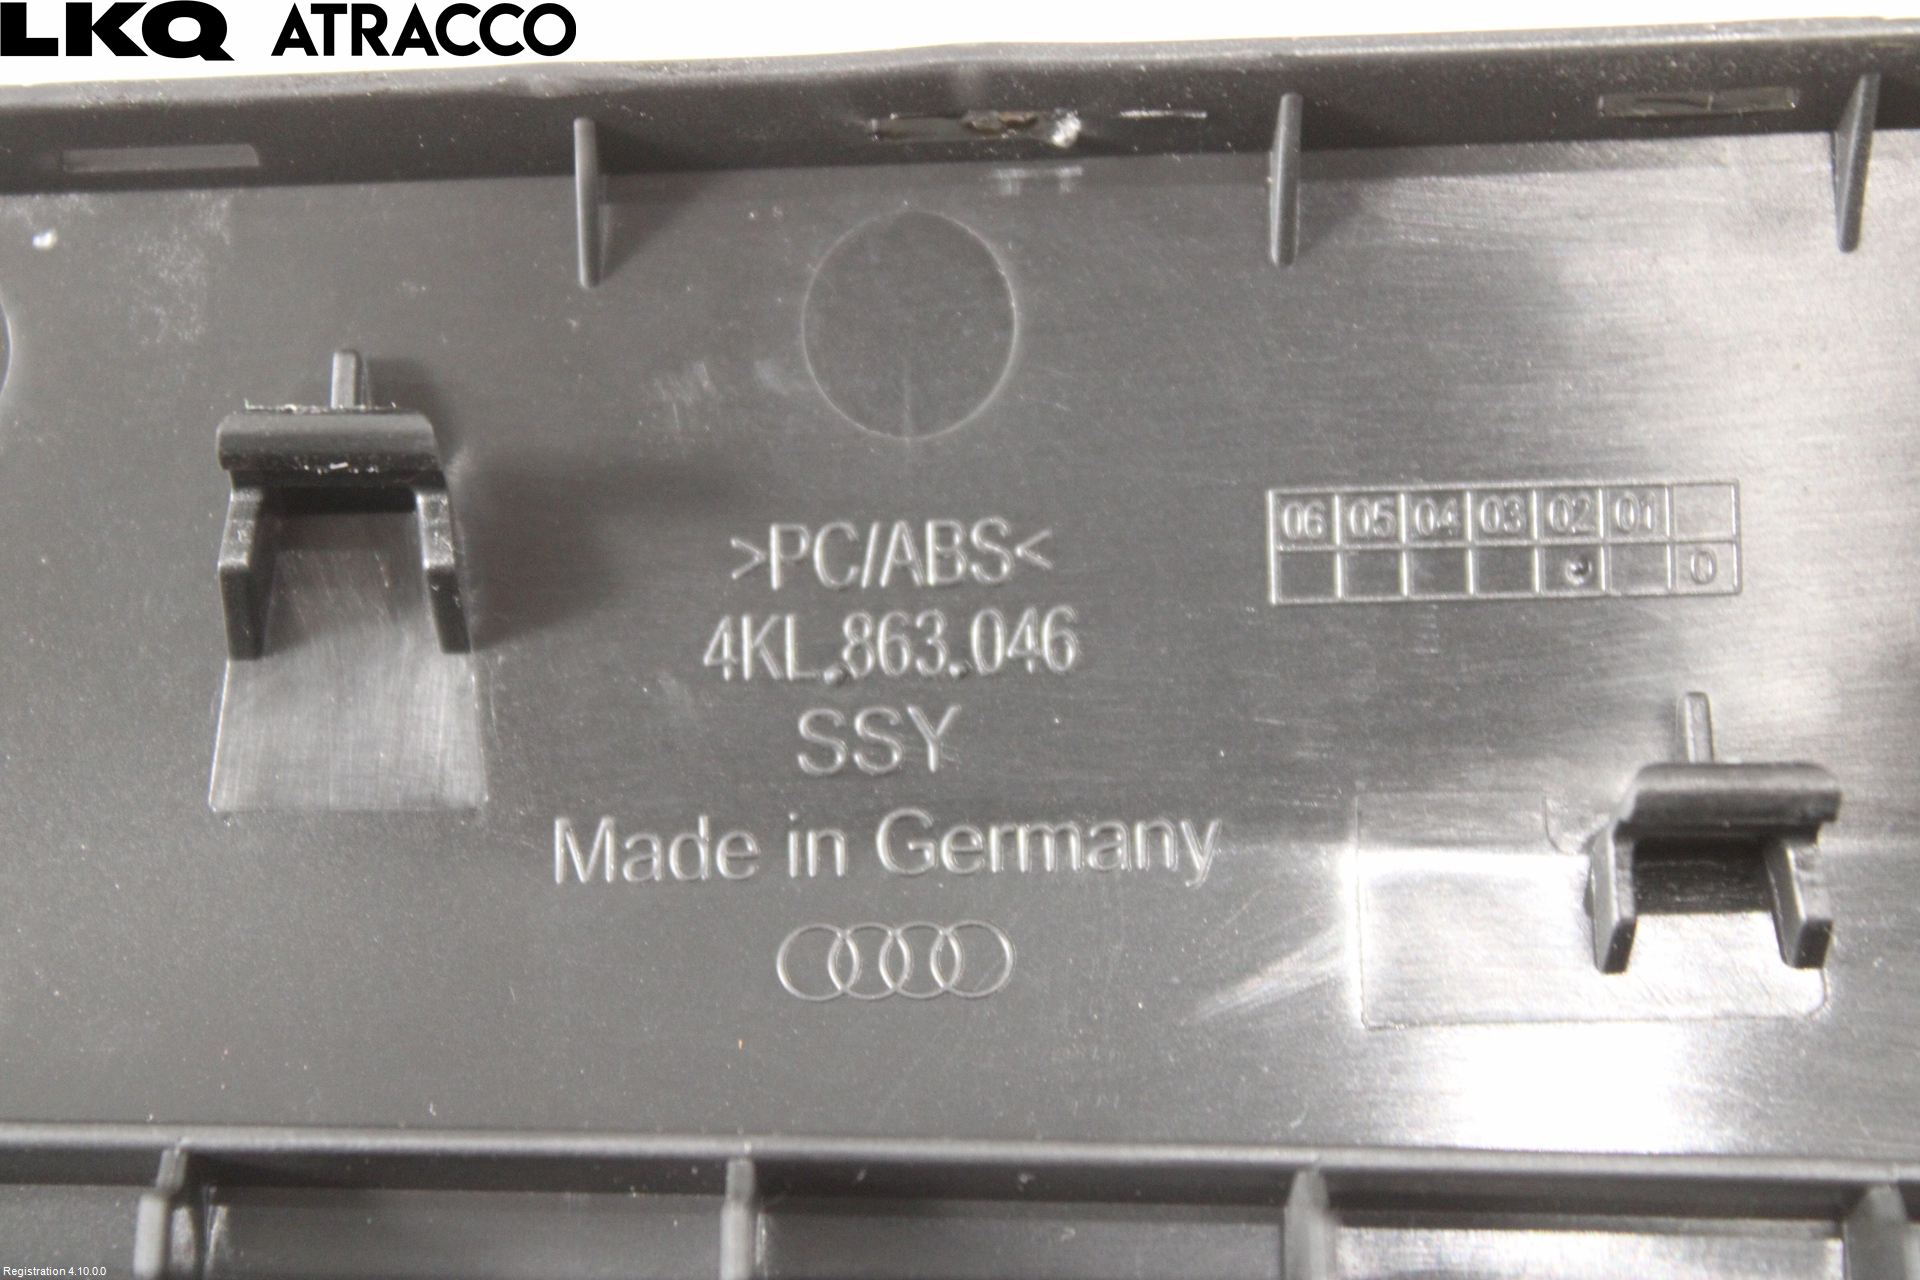 LKQ ATRACCO
>PC/ABS<
4KL.863.046
SSY
Made in Germany
06 05 04 03 02 01
0
Registration 4.10.0.0